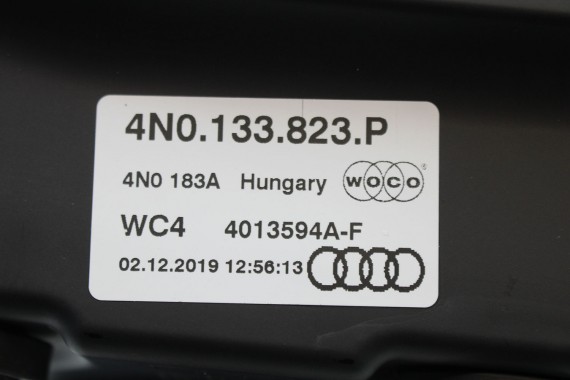 4N0.133.823.P
4N0 183A Hungary WOCO ®
WC4 4013594A-F
02.12.2019 12:56:13